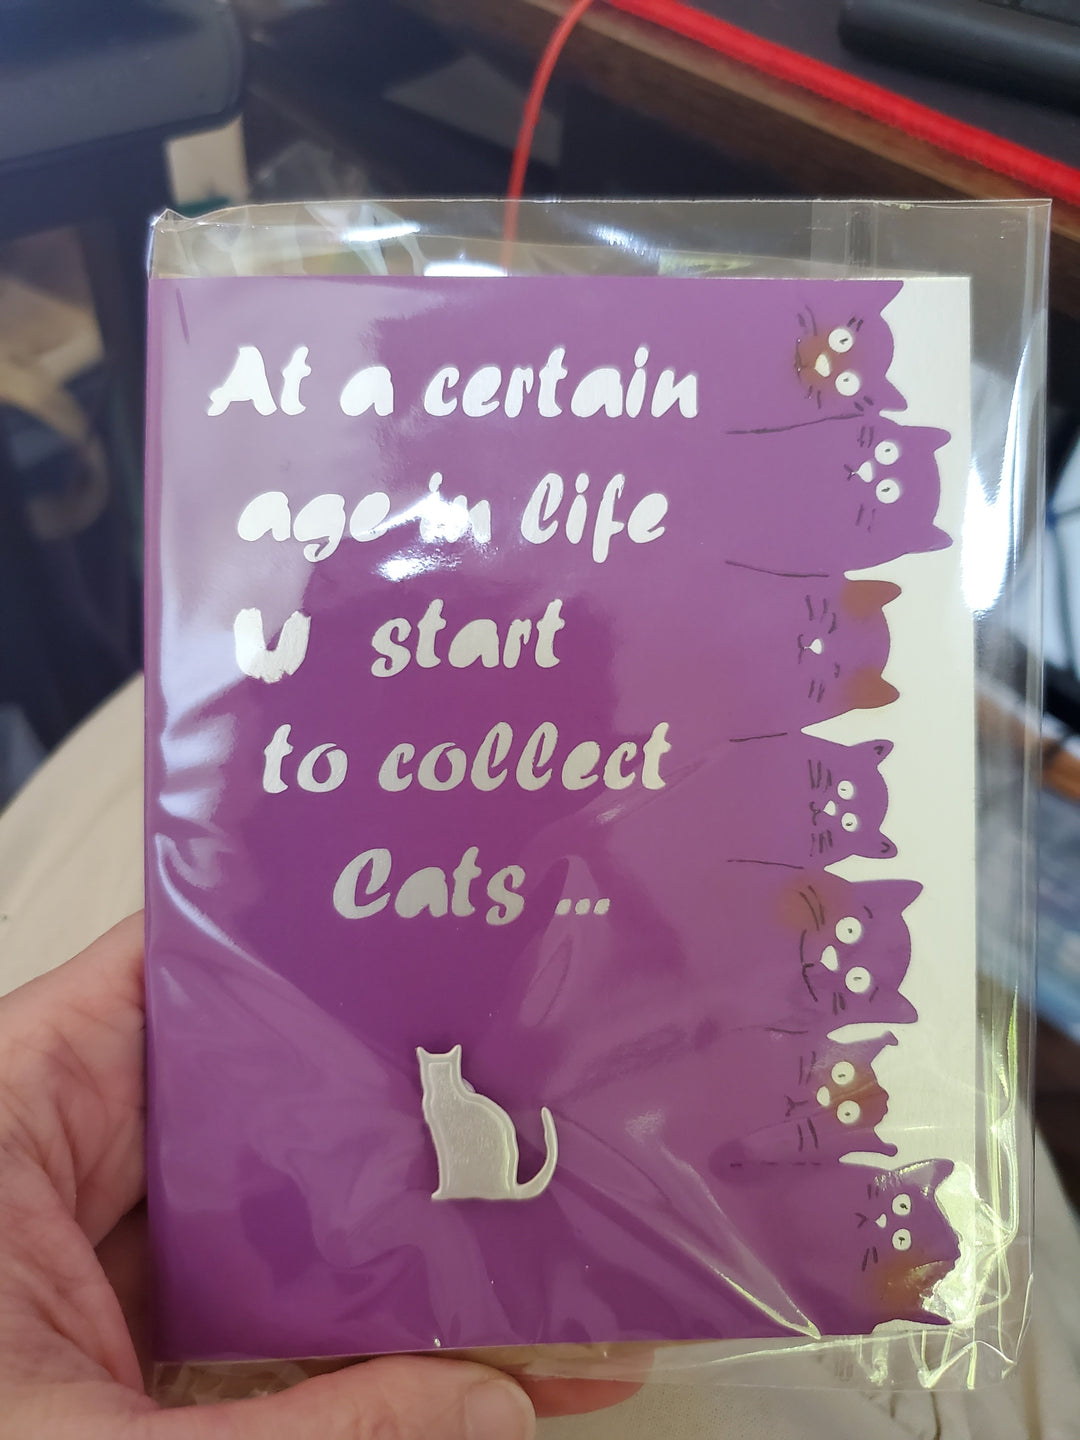 At a certain
age in life
U start
to collect
Cats ...